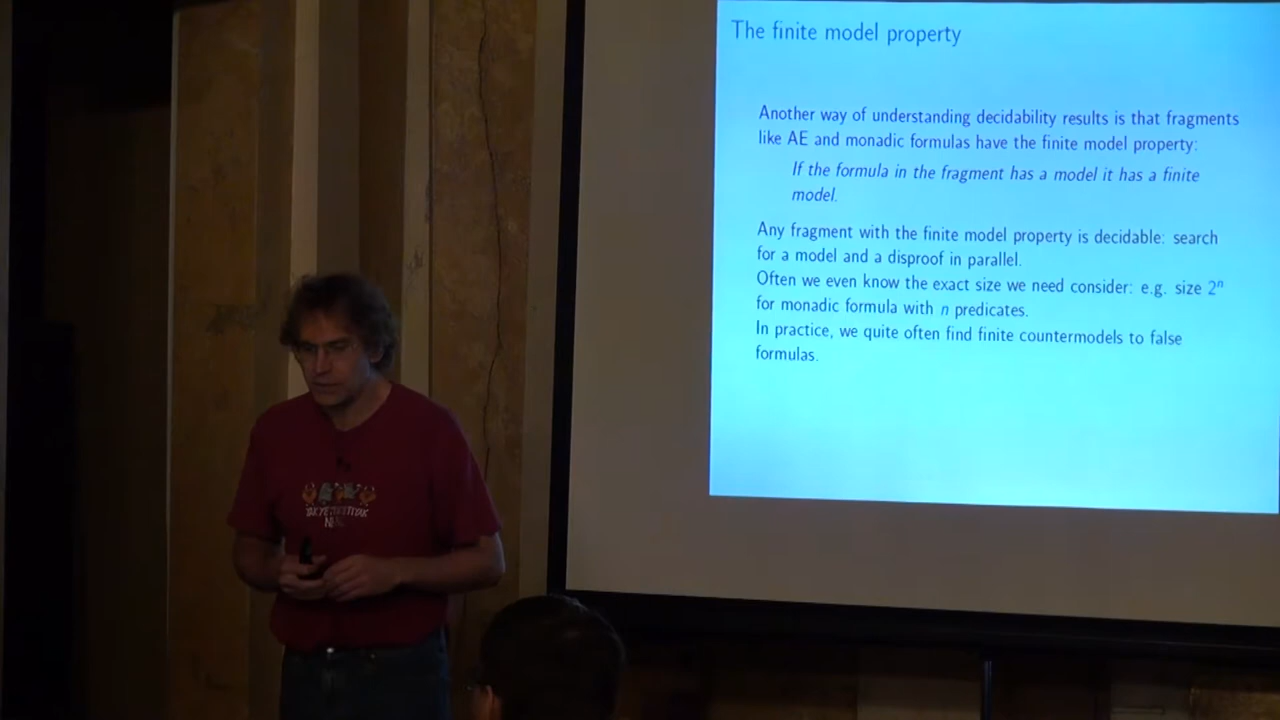 The finite model property
Another way of understanding decidability results is that fragments
like AE and monadic formulas have the finite model property:
If the formula in the fragment has a model it has a finite
model.
Any fragment with the finite model property is decidable: search
for a model and a disproof in parallel.
Often we even know the exact size we need consider: e.g. size 2ⁿ
for monadic formula with n predicates.
In practice, we quite often find finite countermodels to false
formulas.